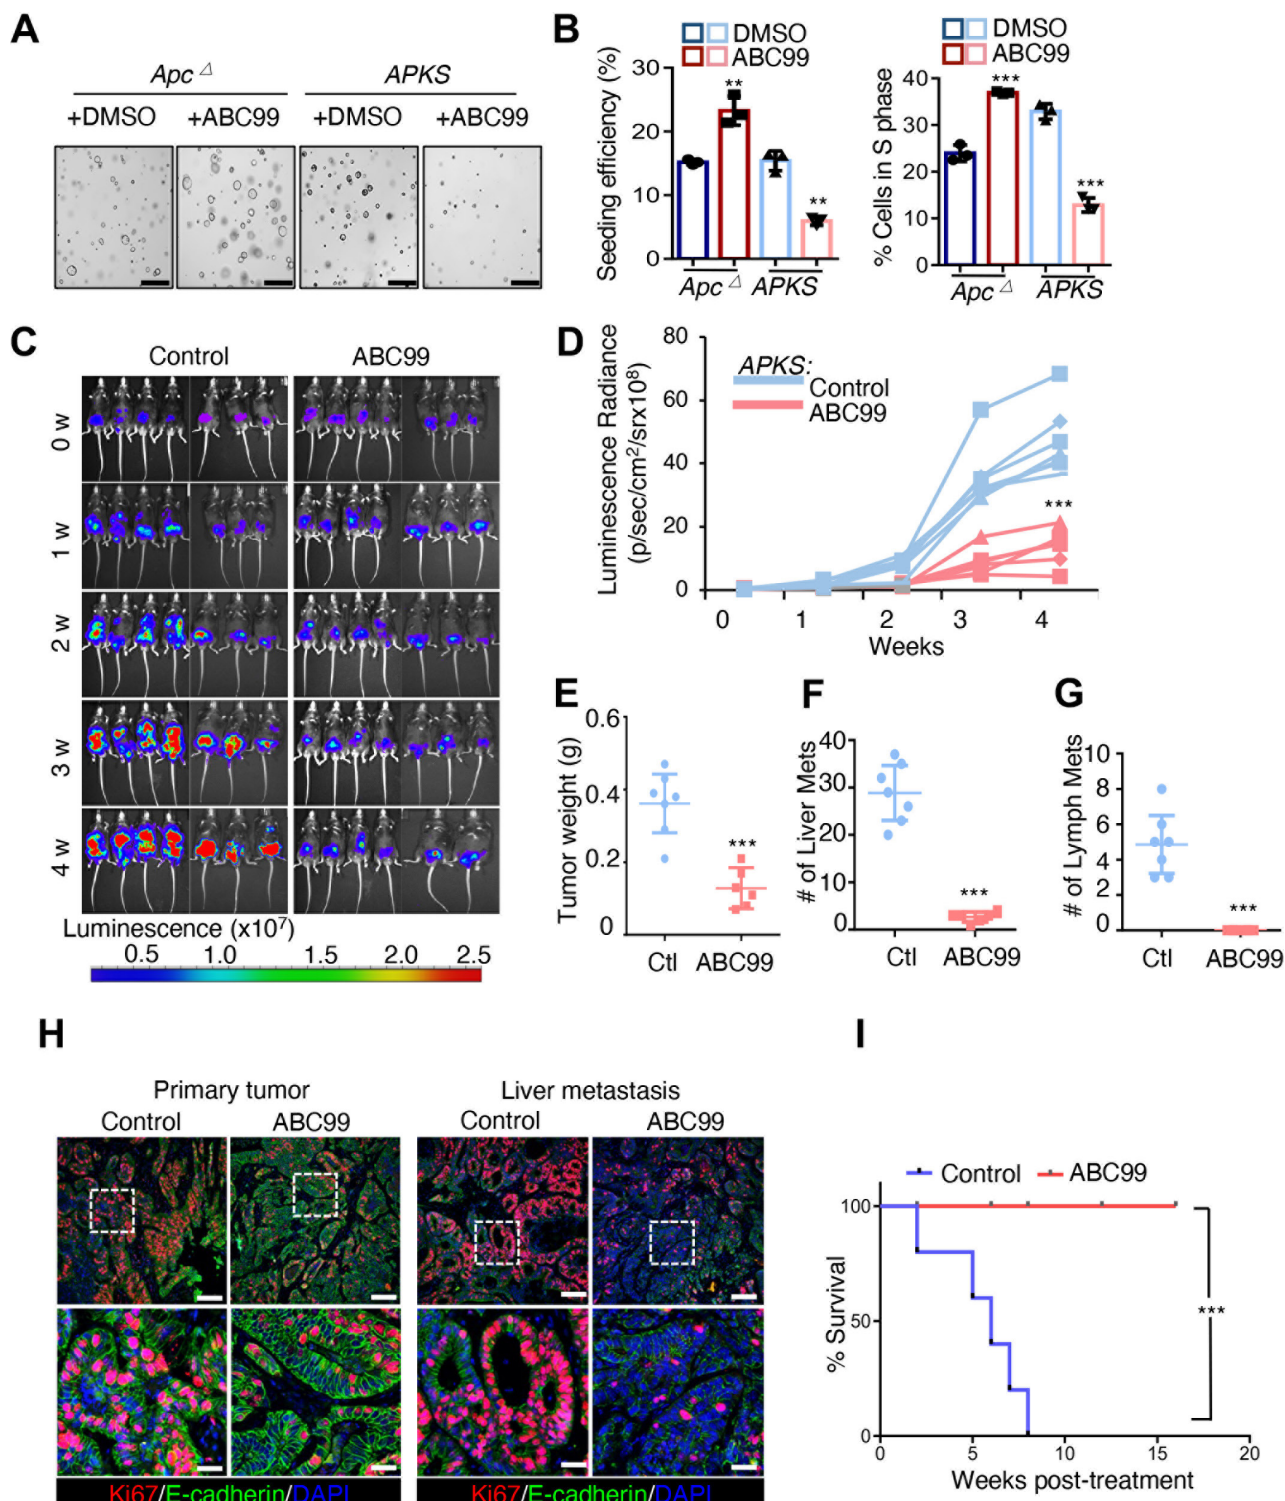 A
Apc Δ
APKS
+DMSO
+ABC99
+DMSO
+ABC99
B
DMSO
ABC99
Seeding efficiency (%)
30
20
10
0
**
**
Apc Δ
APKS
DMSO
ABC99
% Cells in S phase
40
30
20
10
0
***
***
Apc Δ
APKS
C
Control
ABC99
0 w
1 w
2 w
3 w
4 w
Luminescence (x10⁷)
0.5 1.0 1.5 2.0 2.5
D
Luminescence Radiance
(p/sec/cm²/srx10⁸)
80
60
40
20
0
APKS:
Control
ABC99
***
0 1 2 3 4
Weeks
E
Tumor weight (g)
0.6
0.4
0.2
0
***
Ctl ABC99
F
# of Liver Mets
40
30
20
10
0
***
Ctl ABC99
G
# of Lymph Mets
10
8
6
4
2
0
***
Ctl ABC99
H
Primary tumor
Control
ABC99
Liver metastasis
Control
ABC99
Ki67/E-cadherin/DAPI
Ki67/E-cadherin/DAPI
I
Control
ABC99
% Survival
100
50
0
***
0 5 10 15 20
Weeks post-treatment